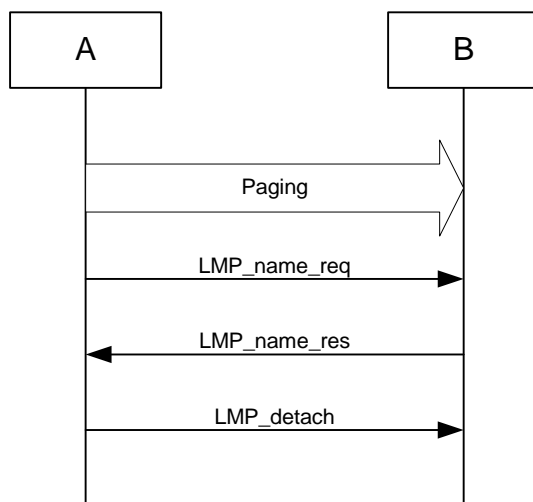 A
B
Paging
LMP_name_req
LMP_name_res
LMP_detach